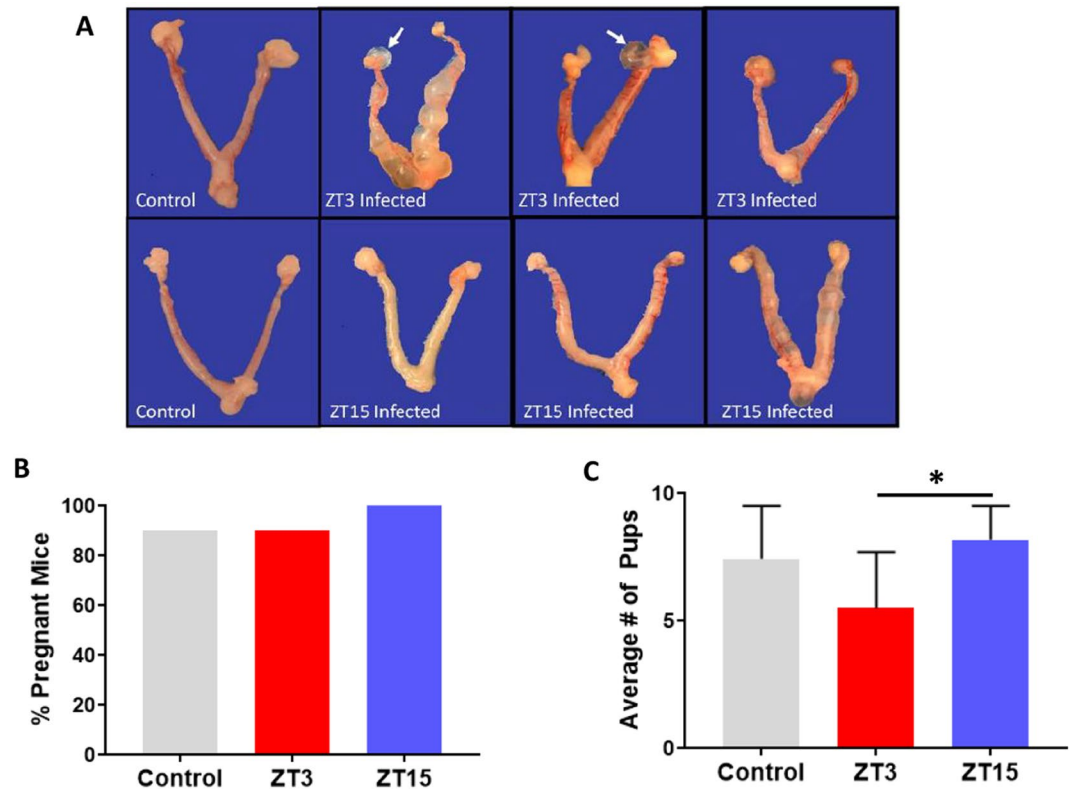 A
Control
ZT3 Infected
ZT3 Infected
ZT3 Infected
Control
ZT15 Infected
ZT15 Infected
ZT15 Infected
B
% Pregnant Mice
100
80
60
40
20
0
Control ZT3 ZT15
C
Average # of Pups
10
5
0
*
Control ZT3 ZT15